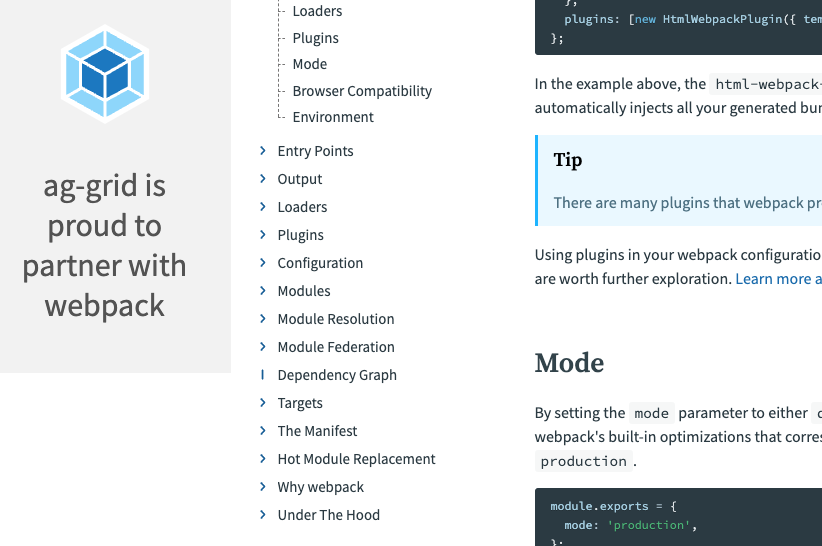 ag-grid is
proud to
partner with
webpack
Loaders
Plugins
Mode
Browser Compatibility
Environment
Entry Points
Output
Loaders
Plugins
Configuration
Modules
Module Resolution
Module Federation
Dependency Graph
Targets
The Manifest
Hot Module Replacement
Why webpack
Under The Hood
},
plugins: [new HtmlWebpackPlugin({ tem
};
In the example above, the html-webpack-
automatically injects all your generated bun
Tip
There are many plugins that webpack pr
Using plugins in your webpack configuratio
are worth further exploration. Learn more a
Mode
By setting the mode parameter to either
webpack's built-in optimizations that corres
production .
module.exports = {
mode: 'production',
};